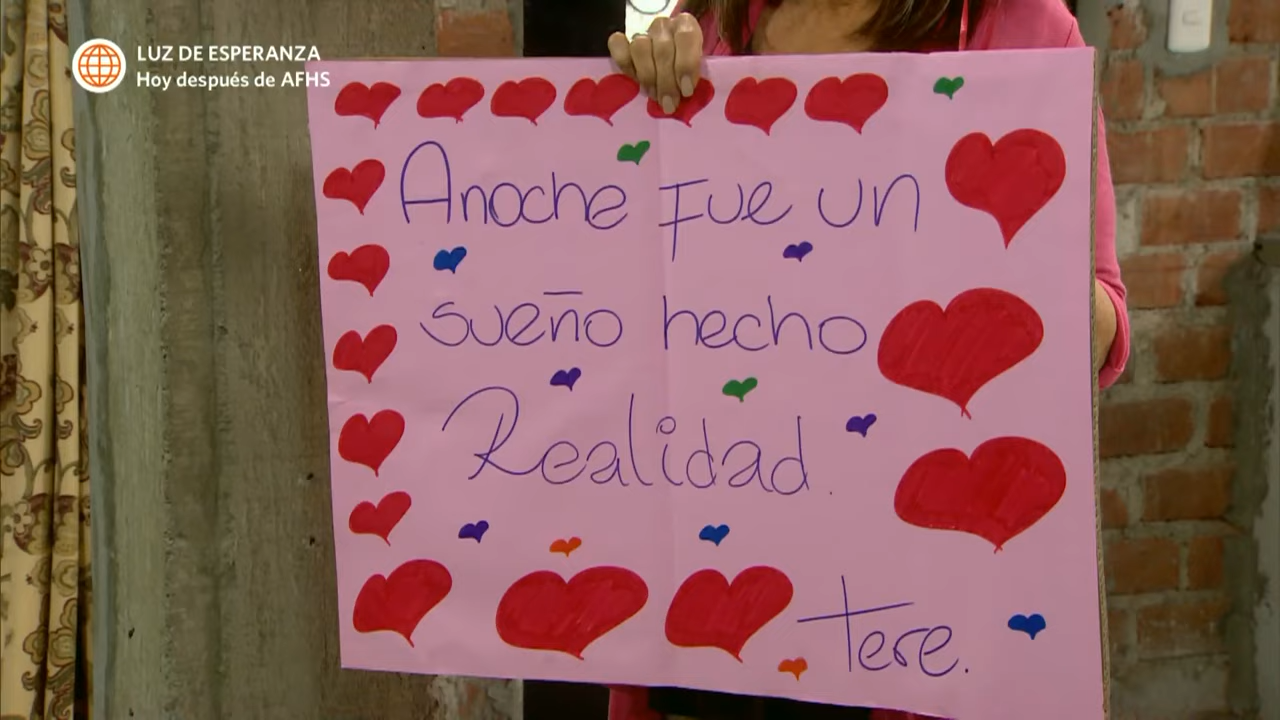 LUZ DE ESPERANZA
Hoy después de AFHS
Anoche fue un
sueño hecho
Realidad.
tere.